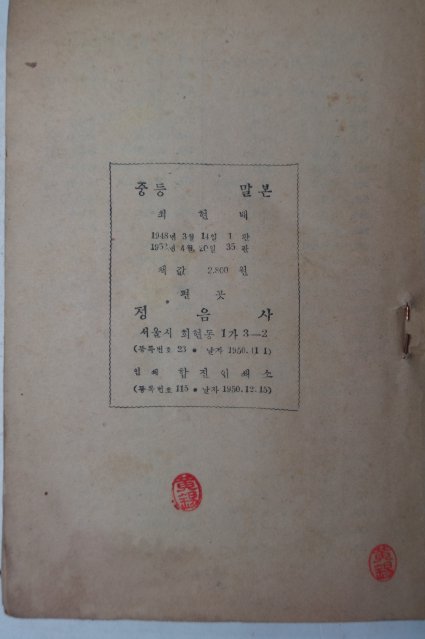 중등 말본
최현배
1948년 3월 14일 1 판
1952년 4월 20일 35 판
책값 2.800 원
펴낸 곳
정음사
서울시 회현동 1가 3—2
(등록번호 23 * 날자 1950.11 1)
인쇄 합진인쇄소
(등록번호 115 * 날자 1950.12.15)